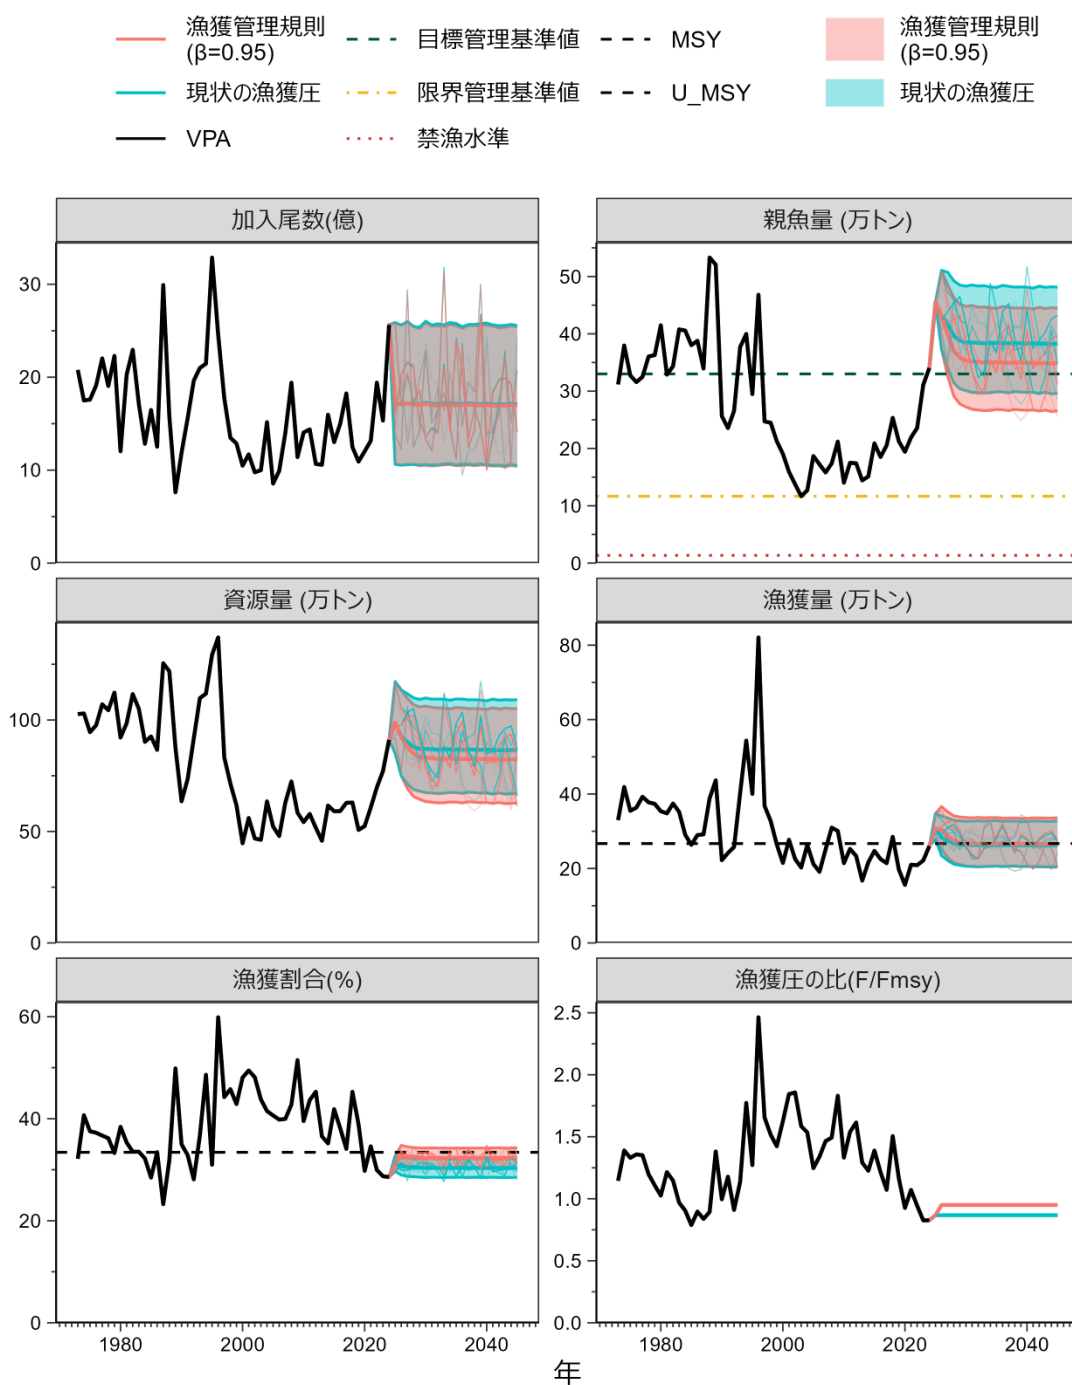 漁獲管理規則
(β=0.95)
目標管理基準値
MSY
漁獲管理規則
(β=0.95)
現状の漁獲圧
限界管理基準値
U_MSY
現状の漁獲圧
VPA
禁漁水準
加入尾数(億)
親魚量 (万トン)
30
20
10
0
50
40
30
20
10
0
資源量 (万トン)
漁獲量 (万トン)
100
50
0
80
60
40
20
0
漁獲割合(%)
漁獲圧の比(F/Fmsy)
60
40
20
0
2.5
2.0
1.5
1.0
0.5
0.0
1980
2000
2020
2040
1980
2000
2020
2040
年